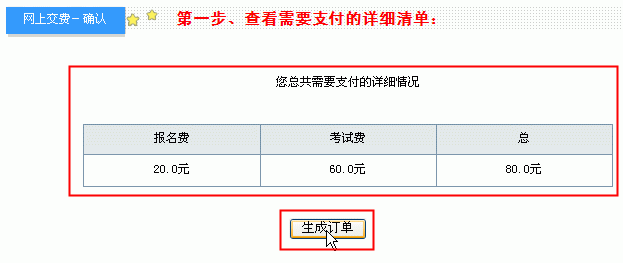 网上交费－确认
第一步、查看需要支付的详细清单：
您总共需要支付的详细情况
报名费 考试费 总
20.0元 60.0元 80.0元
生成订单